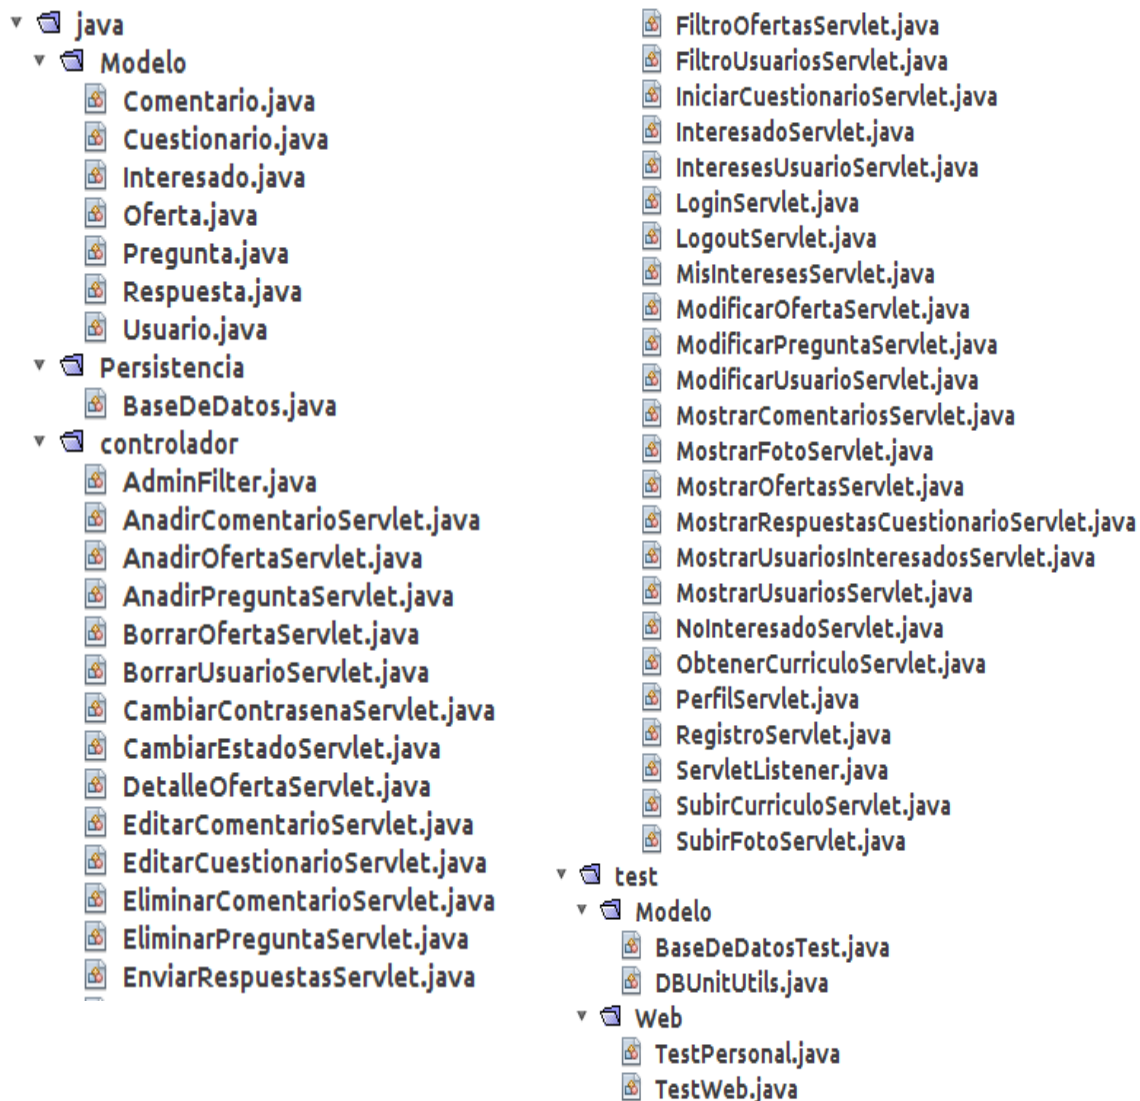 java
Modelo
Comentario.java
Cuestionario.java
Interesado.java
Oferta.java
Pregunta.java
Respuesta.java
Usuario.java
Persistencia
BaseDeDatos.java
controlador
AdminFilter.java
AnadirComentarioServlet.java
AnadirOfertaServlet.java
AnadirPreguntaServlet.java
BorrarOfertaServlet.java
BorrarUsuarioServlet.java
CambiarContrasenaServlet.java
CambiarEstadoServlet.java
DetalleOfertaServlet.java
EditarComentarioServlet.java
EditarCuestionarioServlet.java
EliminarComentarioServlet.java
EliminarPreguntaServlet.java
EnviarRespuestasServlet.java
FiltroOfertasServlet.java
FiltroUsuariosServlet.java
IniciarCuestionarioServlet.java
InteresadoServlet.java
InteresesUsuarioServlet.java
LoginServlet.java
LogoutServlet.java
MisInteresesServlet.java
ModificarOfertaServlet.java
ModificarPreguntaServlet.java
ModificarUsuarioServlet.java
MostrarComentariosServlet.java
MostrarFotoServlet.java
MostrarOfertasServlet.java
MostrarRespuestasCuestionarioServlet.java
MostrarUsuariosInteresadosServlet.java
MostrarUsuariosServlet.java
NoInteresadoServlet.java
ObtenerCurriculoServlet.java
PerfilServlet.java
RegistroServlet.java
ServletListener.java
SubirCurriculoServlet.java
SubirFotoServlet.java
test
Modelo
BaseDeDatosTest.java
DBUnitUtils.java
Web
TestPersonal.java
TestWeb.java